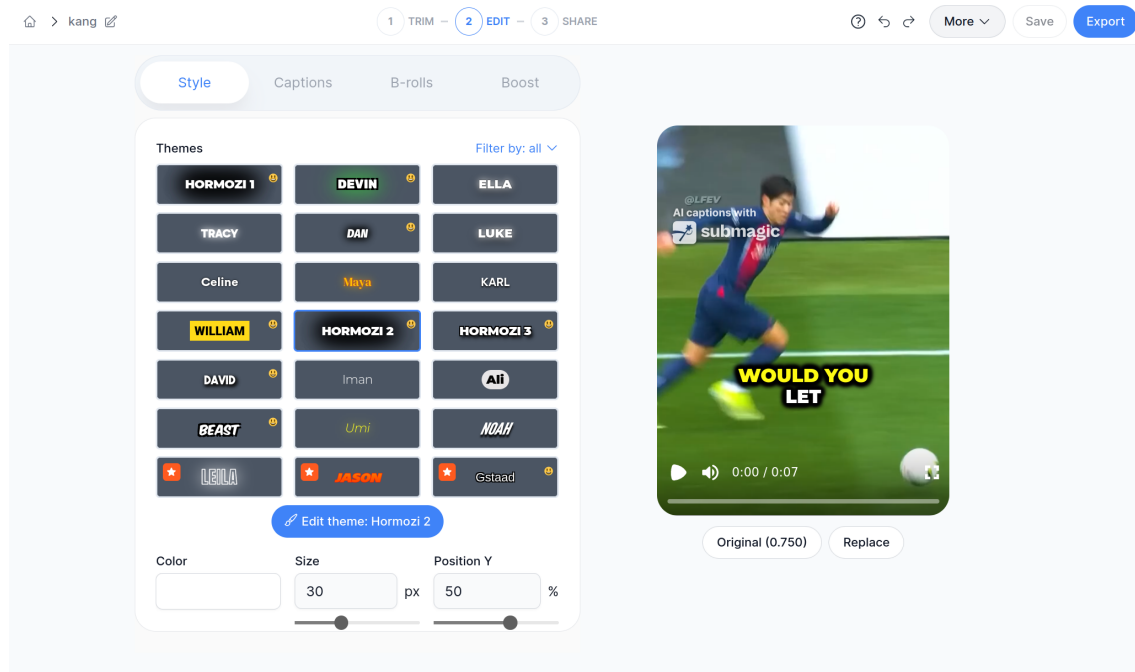 kang
1 TRIM – 2 EDIT – 3 SHARE
More
Save
Export
Style
Captions
B-rolls
Boost
Themes
Filter by: all
HORMOZI 1
DEVIN
ELLA
TRACY
DAN
LUKE
Celine
Maya
KARL
WILLIAM
HORMOZI 2
HORMOZI 3
DAVID
Iman
Ali
BEAST
Umi
NOAH
LEILA
JASON
Gstaad
Edit theme: Hormozi 2
Color
Size
Position Y
30 px
50 %
@LFEV
AI captions with
submagic
WOULD YOU
LET
0:00 / 0:07
Original (0.750)
Replace